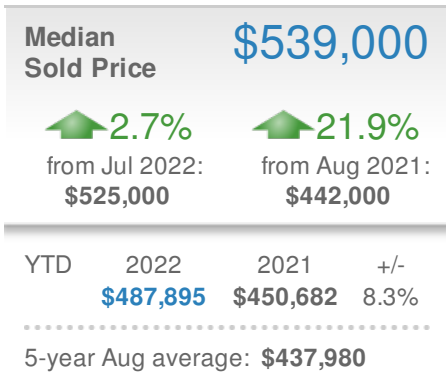 Median
Sold Price
$539,000
2.7%
from Jul 2022:
$525,000
21.9%
from Aug 2021:
$442,000
YTD 2022 2021 +/-
$487,895 $450,682 8.3%
5-year Aug average: $437,980